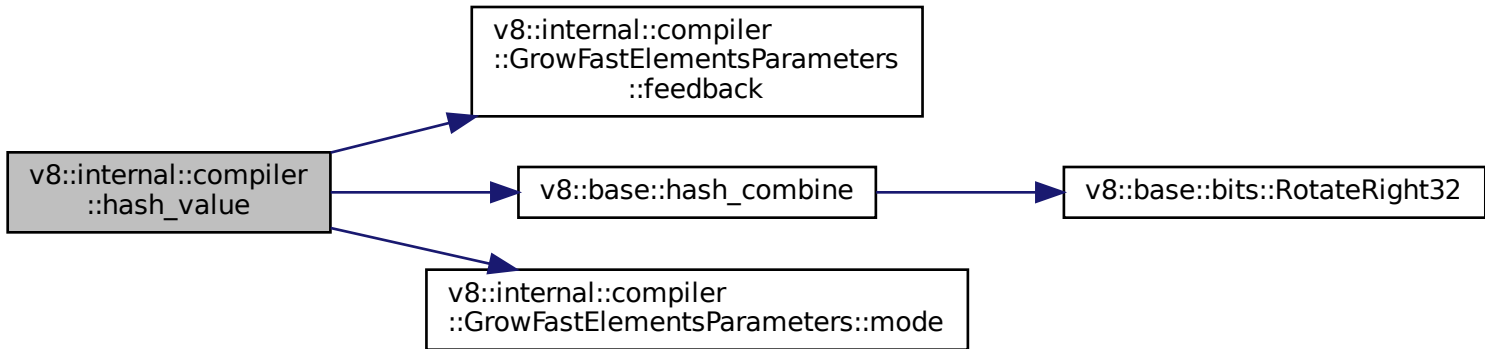 v8::internal::compiler
::hash_value
v8::internal::compiler
::GrowFastElementsParameters
::feedback
v8::base::hash_combine
v8::base::bits::RotateRight32
v8::internal::compiler
::GrowFastElementsParameters::mode